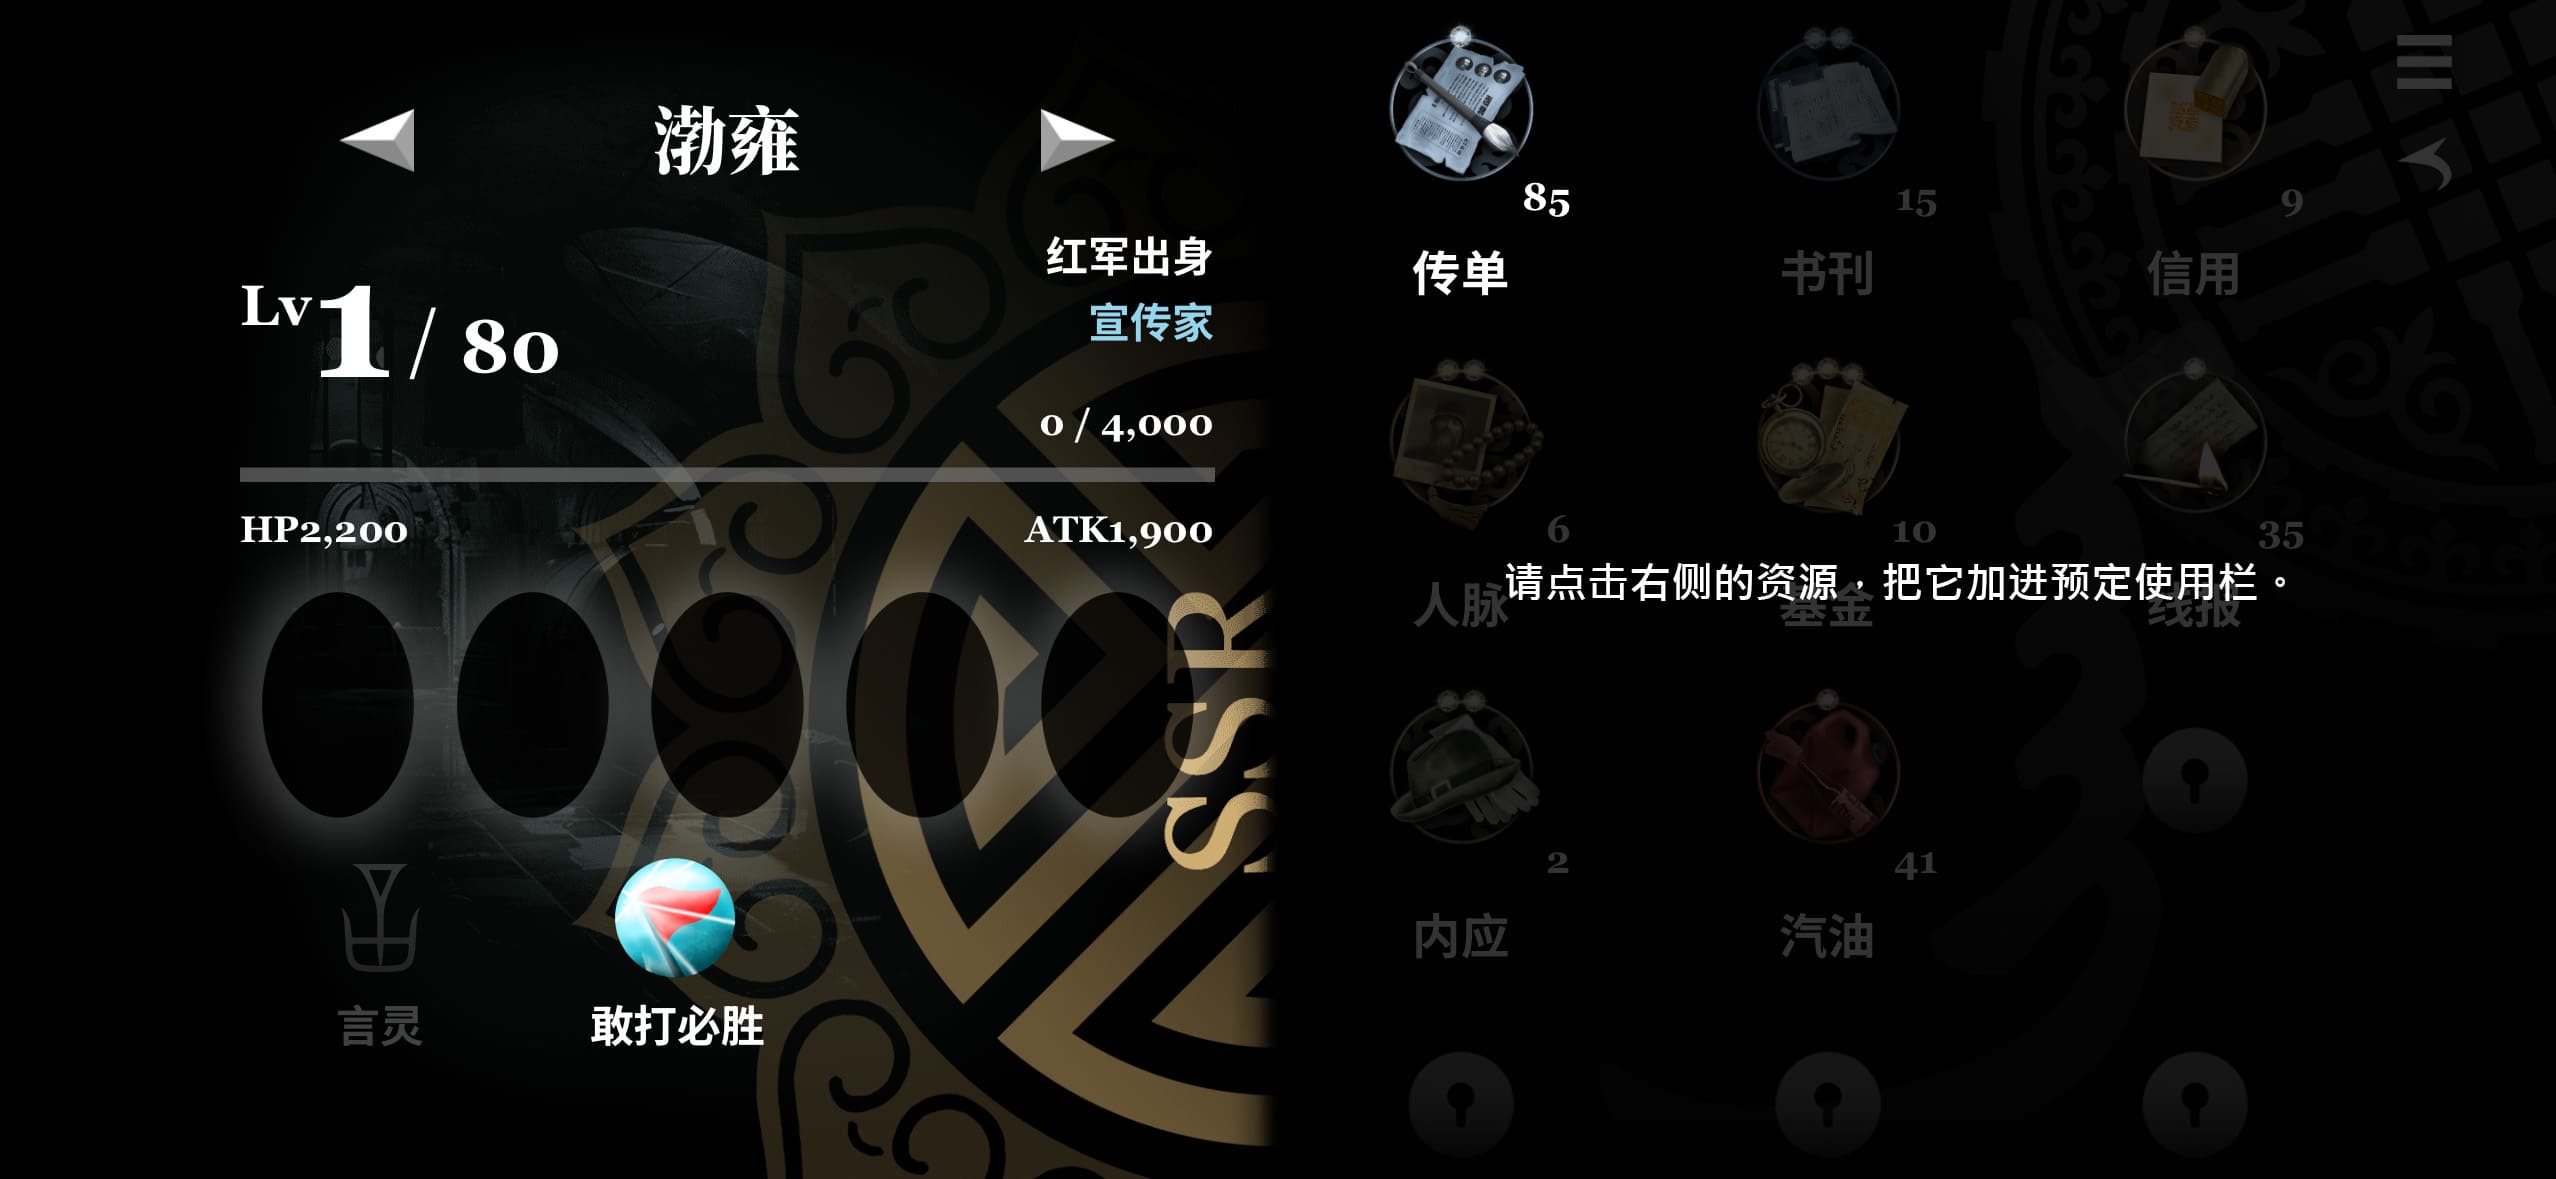 渤雍
Lv1 / 80
红军出身
宣传家
0 / 4,000
HP2,200
ATK1,900
SSR
言灵
敢打必胜
85
传单
15
书刊
9
信用
6
人脉
10
基金
35
线报
请点击右侧的资源，把它加进预定使用栏。
2
内应
41
汽油